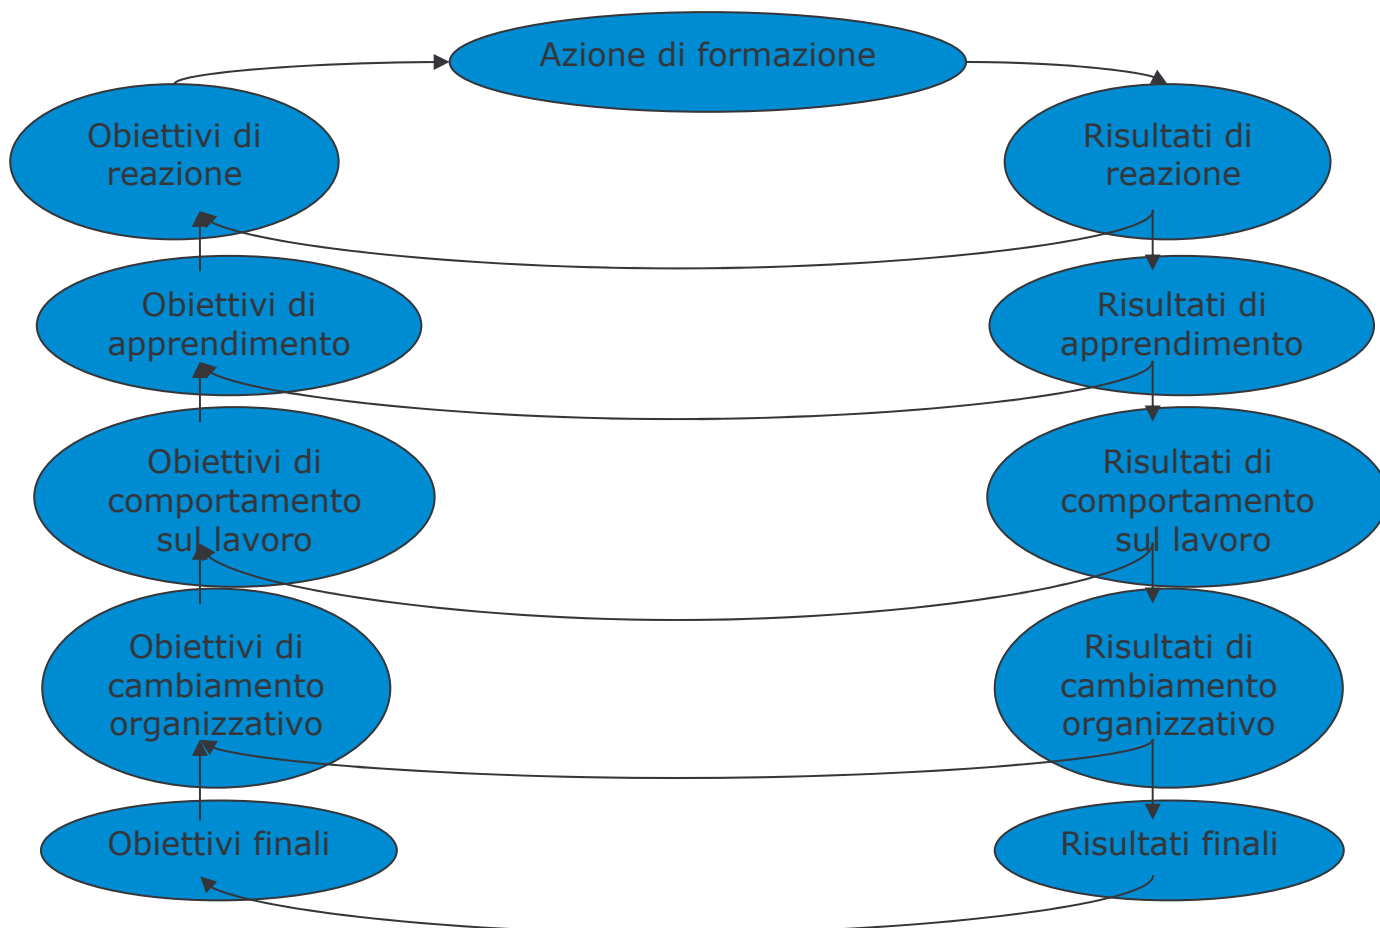 Azione di formazione
Obiettivi di
reazione
Risultati di
reazione
Obiettivi di
apprendimento
Risultati di
apprendimento
Obiettivi di
comportamento
sul lavoro
Risultati di
comportamento
sul lavoro
Obiettivi di
cambiamento
organizzativo
Risultati di
cambiamento
organizzativo
Obiettivi finali
Risultati finali